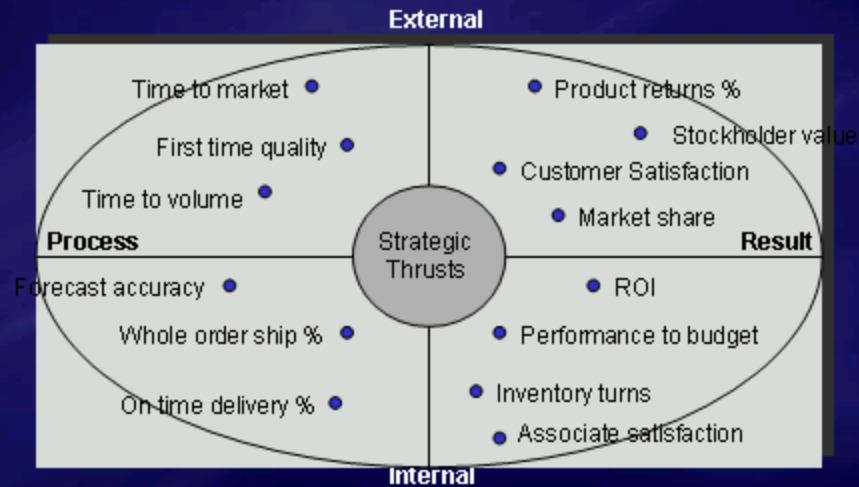 External
Time to market
Product returns %
First time quality
Stockholder value
Customer Satisfaction
Time to volume
Market share
Process
Strategic
Thrusts
Result
Forecast accuracy
ROI
Whole order ship %
Performance to budget
On time delivery %
Inventory turns
Associate satisfaction
Internal